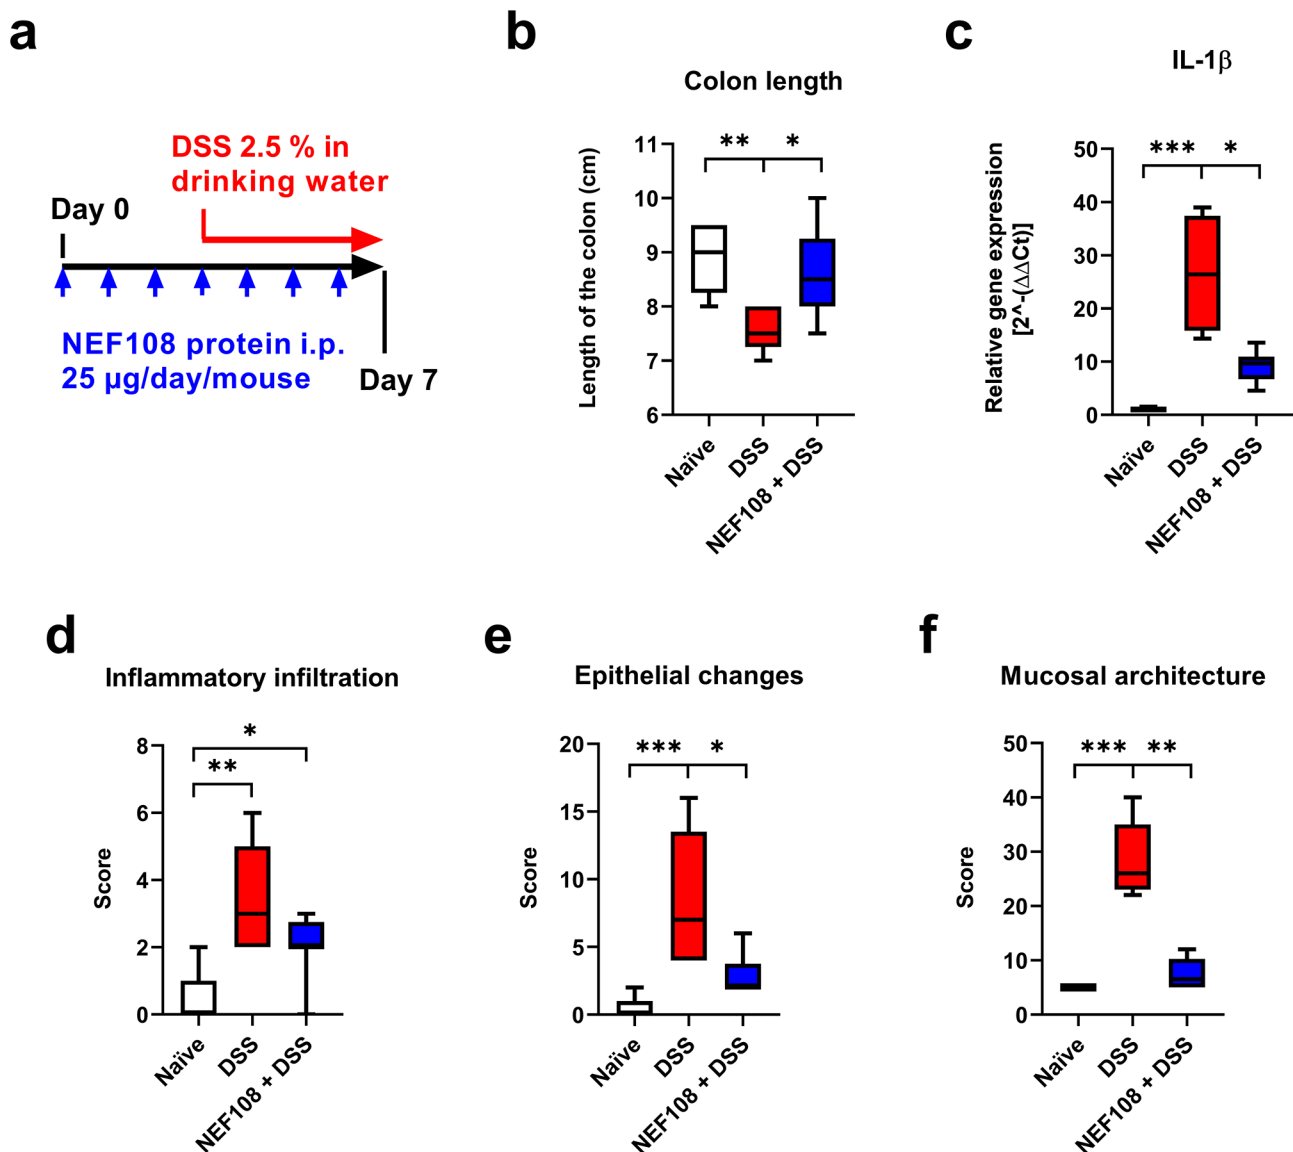 a
DSS 2.5 % in
drinking water
Day 0
NEF108 protein i.p.
25 µg/day/mouse
Day 7
b
Colon length
** *
Length of the colon (cm)
11
10
9
8
7
6
Naïve
DSS
NEF108 + DSS
c
IL-1β
*** *
Relative gene expression
[2^-(ΔΔCt)]
50
40
30
20
10
0
Naïve
DSS
NEF108 + DSS
d
Inflammatory infiltration
*
**
Score
8
6
4
2
0
Naïve
DSS
NEF108 + DSS
e
Epithelial changes
*** *
Score
20
15
10
5
0
Naïve
DSS
NEF108 + DSS
f
Mucosal architecture
*** **
Score
50
40
30
20
10
0
Naïve
DSS
NEF108 + DSS